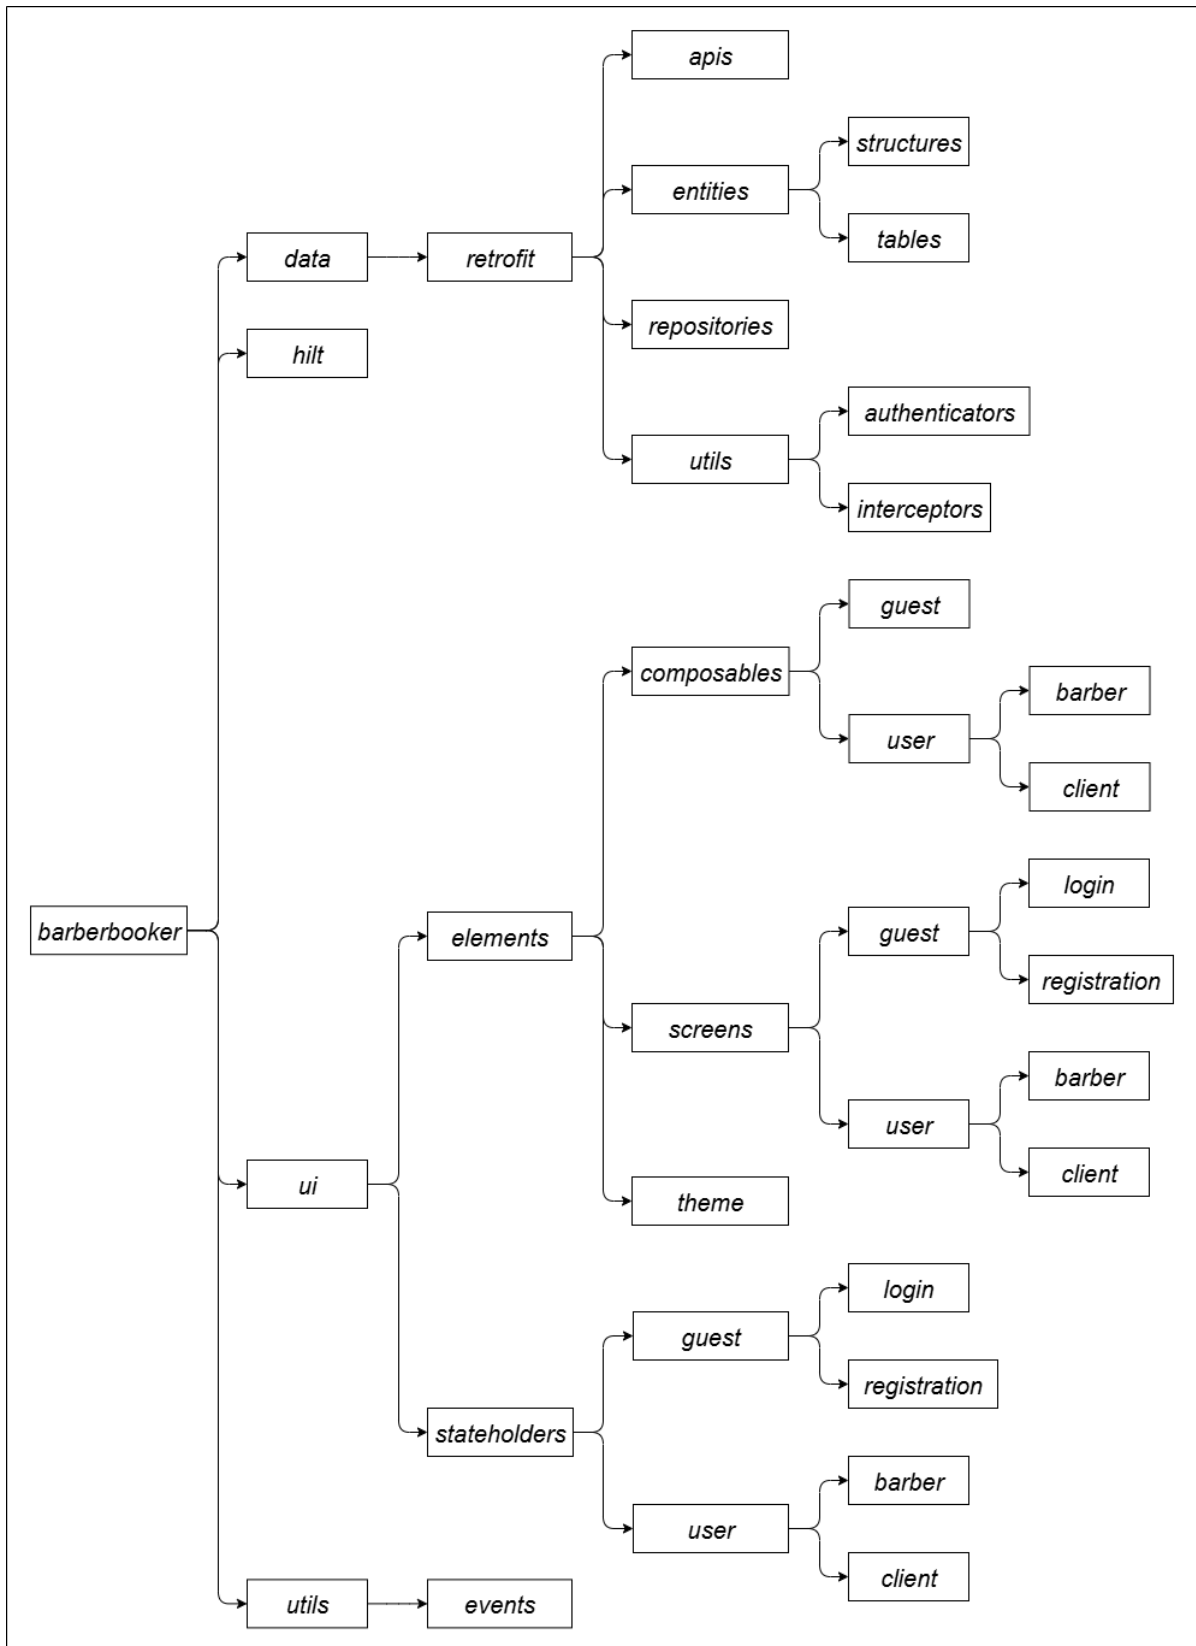 apis
structures
entities
tables
data
retrofit
repositories
hilt
authenticators
utils
interceptors
guest
composables
barber
user
client
login
barberbooker
elements
guest
registration
screens
barber
user
client
ui
theme
login
guest
registration
stateholders
barber
user
client
utils
events